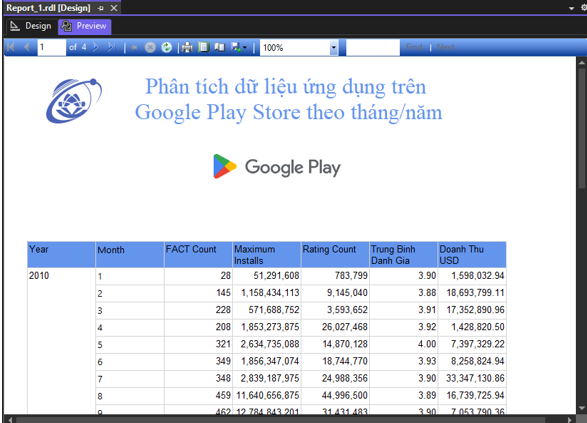 Report_1.rdl [Design]
Design Preview
1 of 4 100% Find | Next
Phân tích dữ liệu ứng dụng trên
Google Play Store theo tháng/năm
Google Play
Year Month FACT Count Maximum Installs Rating Count Trung Binh Danh Gia Doanh Thu USD
2010 1 28 51,291,608 783,799 3.90 1,598,032.94
2 145 1,158,434,113 9,145,040 3.88 18,693,799.11
3 228 571,688,752 3,593,652 3.91 17,352,890.96
4 208 1,853,273,875 26,027,468 3.92 1,428,820.50
5 321 2,634,735,088 14,870,128 4.00 7,397,329.22
6 349 1,856,347,074 18,744,770 3.93 8,258,824.94
7 348 2,839,187,975 24,988,356 3.90 33,347,130.86
8 459 11,640,656,875 44,996,500 3.89 16,739,725.94
9 462 12,784,843,201 31,431,483 3.90 7,053,790.36